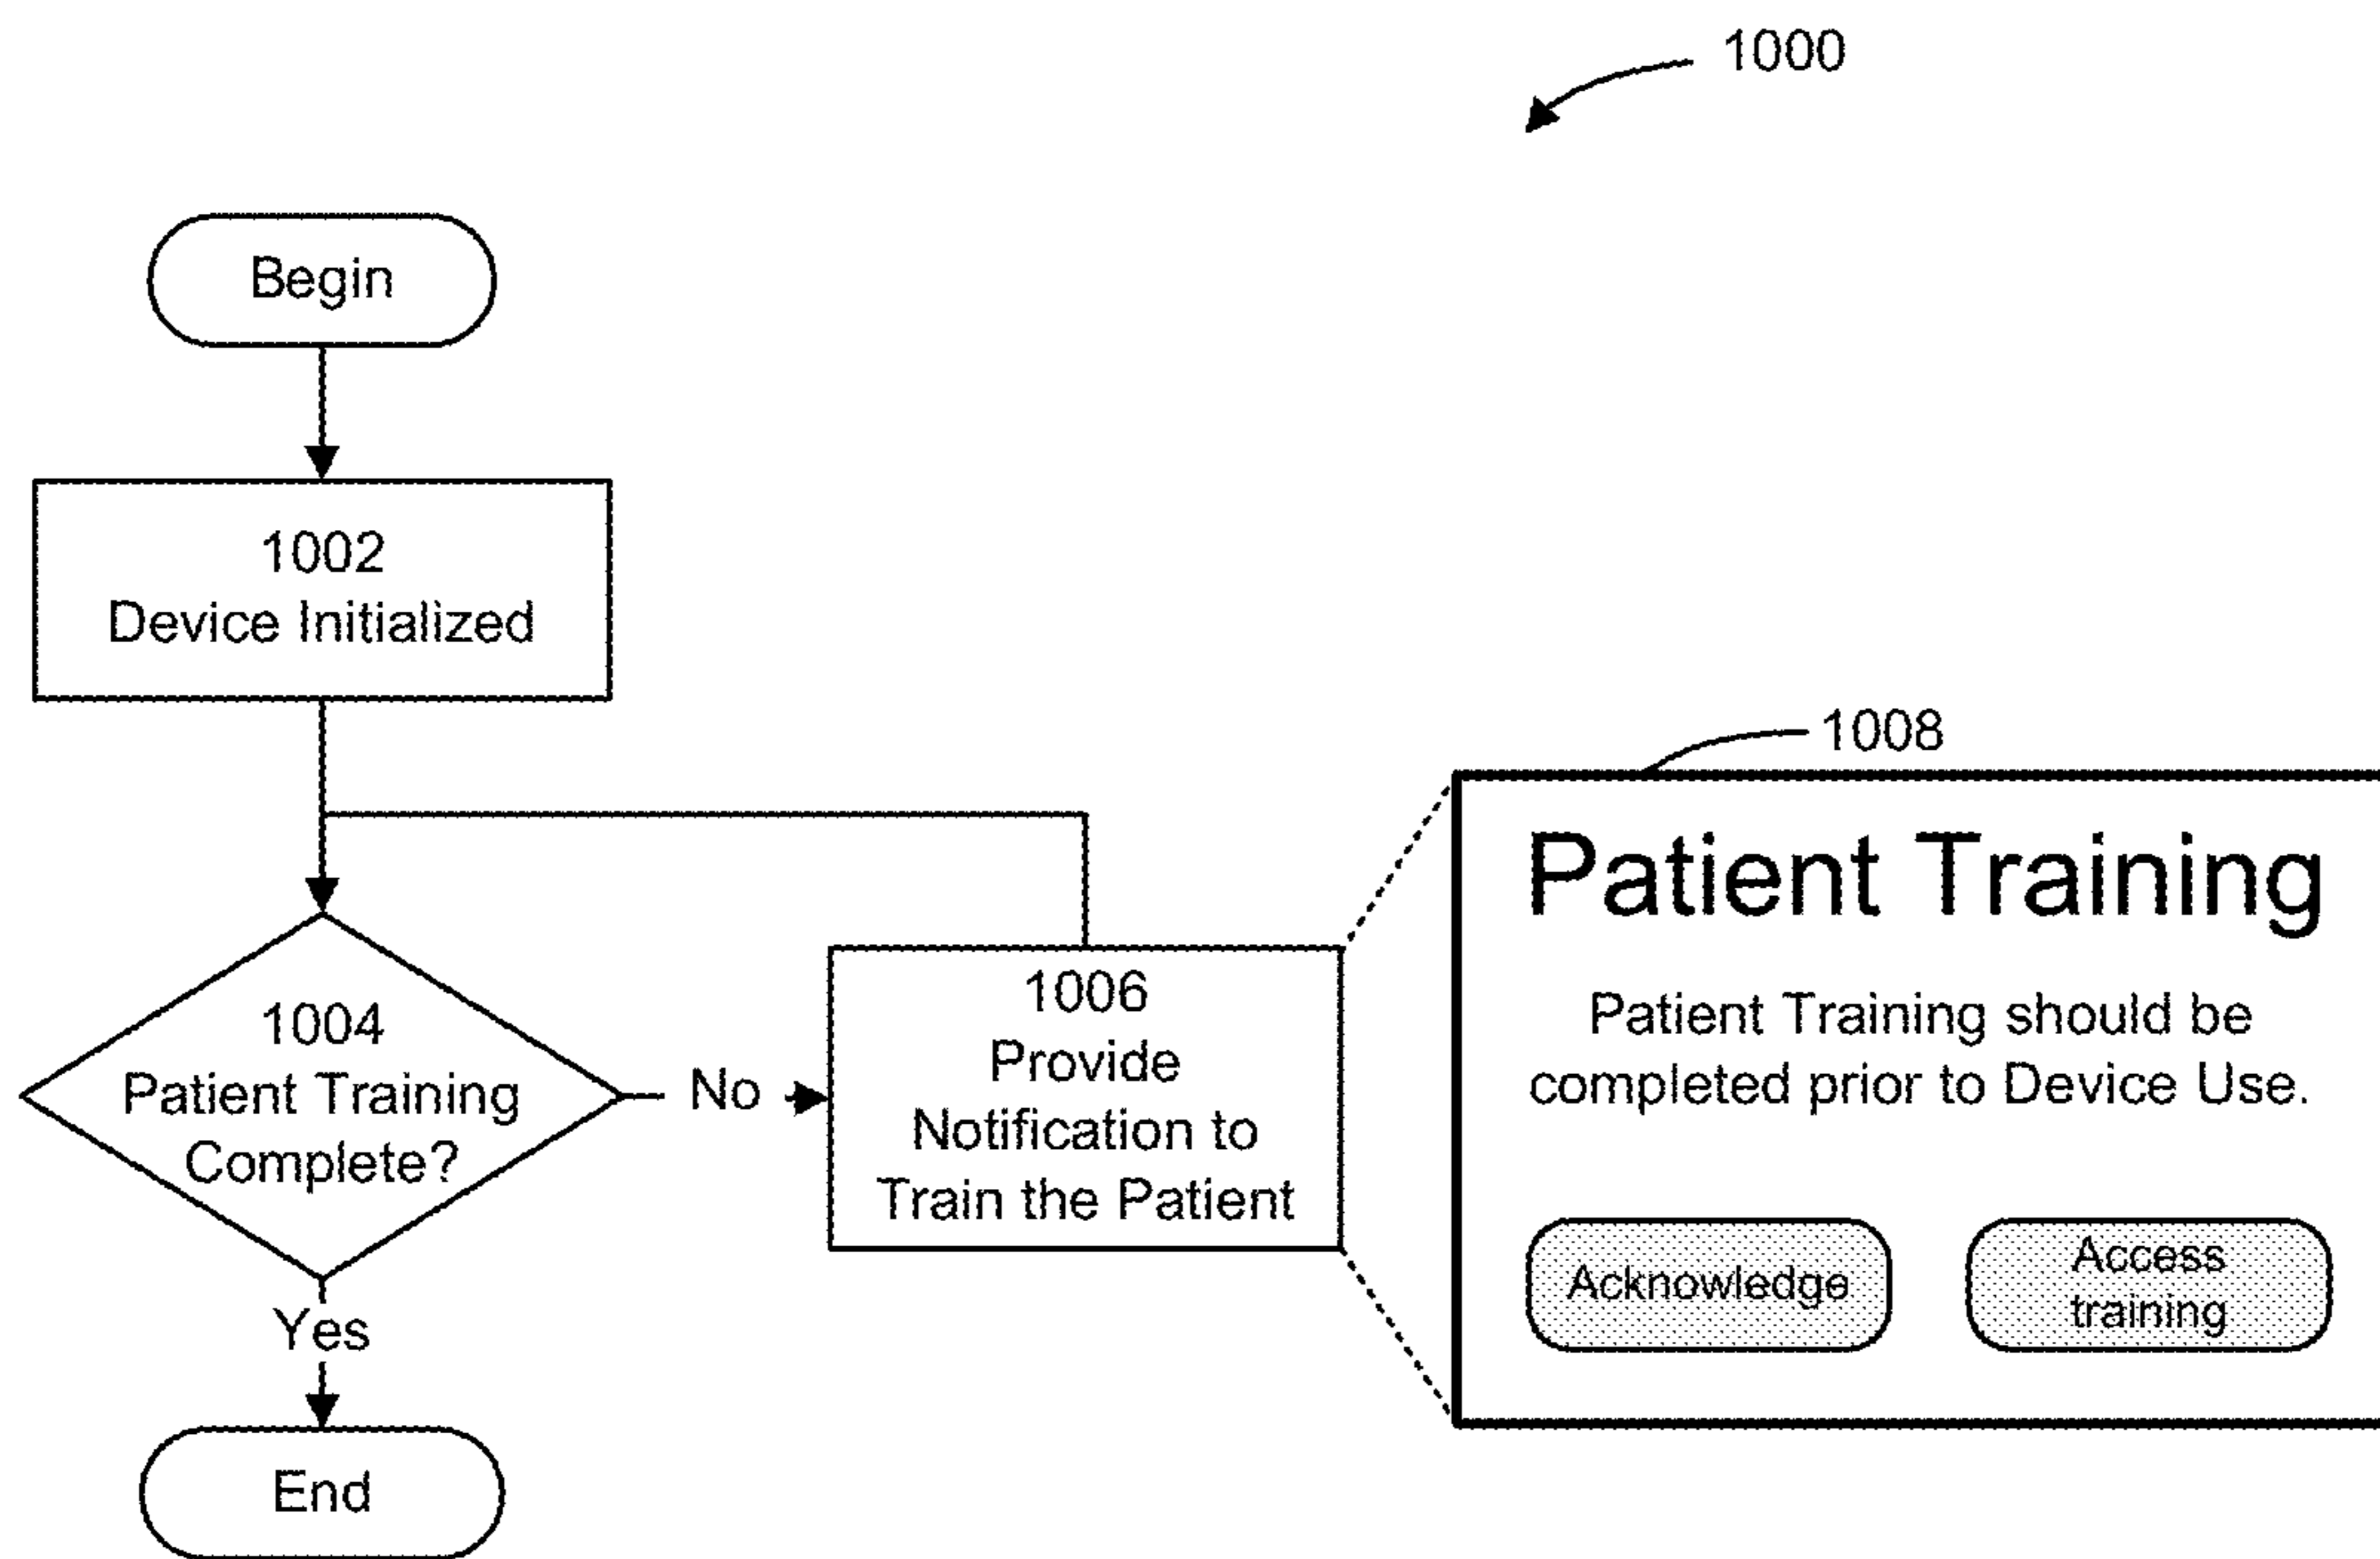 1000
Begin
1002
Device Initialized
1008
Patient Training
Patient Training should be
completed prior to Device Use.
Acknowledge
Access
training
1004
Patient Training
Complete?
No
1006
Provide
Notification to
Train the Patient
Yes
End